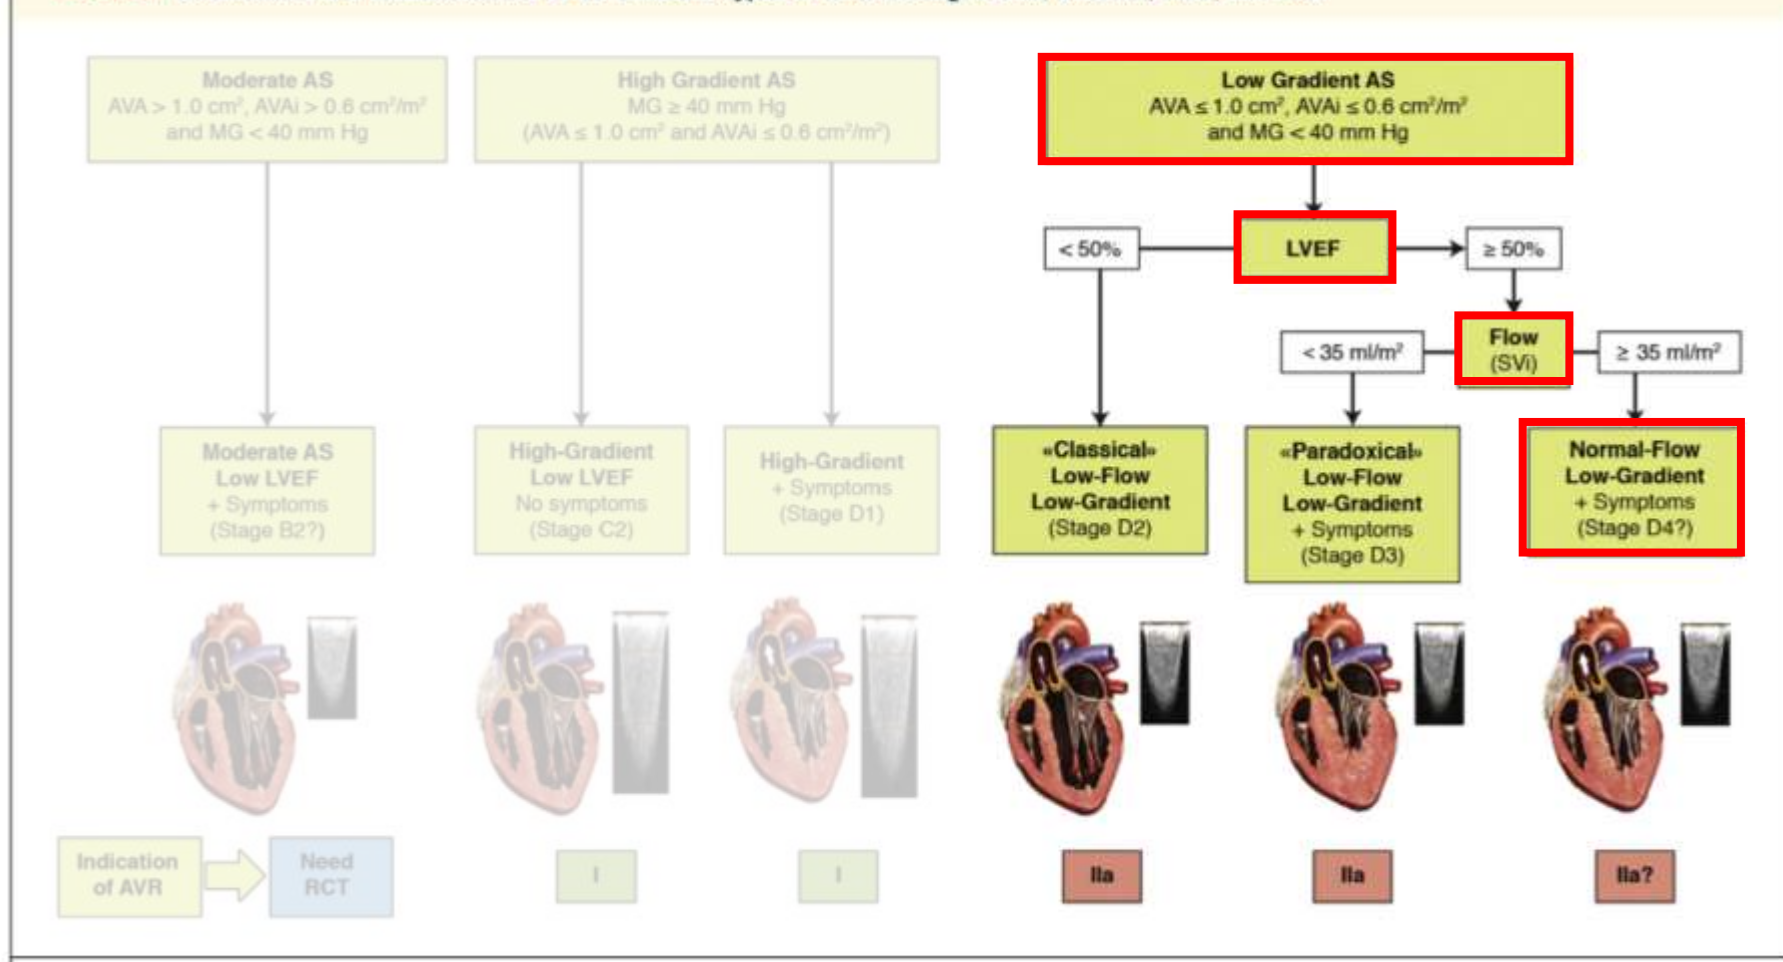 Moderate AS
AVA > 1.0 cm², AVAi > 0.6 cm²/m²
and MG < 40 mm Hg
High Gradient AS
MG ≥ 40 mm Hg
(AVA ≤ 1.0 cm² and AVAi ≤ 0.6 cm²/m²)
Low Gradient AS
AVA ≤ 1.0 cm², AVAi ≤ 0.6 cm²/m²
and MG < 40 mm Hg
< 50%
LVEF
≥ 50%
< 35 ml/m²
Flow
(SVi)
≥ 35 ml/m²
Moderate AS
Low LVEF
+ Symptoms
(Stage B2?)
High-Gradient
Low LVEF
No symptoms
(Stage C2)
High-Gradient
+ Symptoms
(Stage D1)
«Classical»
Low-Flow
Low-Gradient
(Stage D2)
«Paradoxical»
Low-Flow
Low-Gradient
+ Symptoms
(Stage D3)
Normal-Flow
Low-Gradient
+ Symptoms
(Stage D4?)
Indication
of AVR
Need
RCT
I
I
IIa
IIa
IIa?